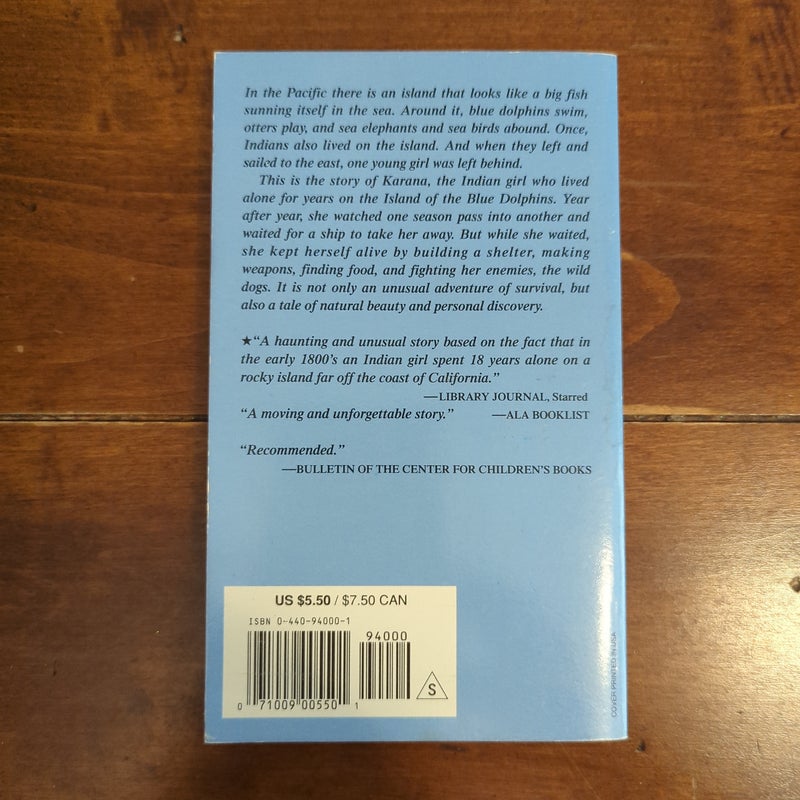 In the Pacific there is an island that looks like a big fish
sunning itself in the sea. Around it, blue dolphins swim,
otters play, and sea elephants and sea birds abound. Once,
Indians also lived on the island. And when they left and
sailed to the east, one young girl was left behind.
This is the story of Karana, the Indian girl who lived
alone for years on the Island of the Blue Dolphins. Year
after year, she watched one season pass into another and
waited for a ship to take her away. But while she waited,
she kept herself alive by building a shelter, making
weapons, finding food, and fighting her enemies, the wild
dogs. It is not only an unusual adventure of survival, but
also a tale of natural beauty and personal discovery.
★“A haunting and unusual story based on the fact that in
the early 1800’s an Indian girl spent 18 years alone on a
rocky island far off the coast of California.”
—LIBRARY JOURNAL, Starred
“A moving and unforgettable story.” —ALA BOOKLIST
“Recommended.”
—BULLETIN OF THE CENTER FOR CHILDREN’S BOOKS
US $5.50 / $7.50 CAN
ISBN 0-440-94000-1
94000
S
0 71009 00550 1
COVER PRINTED IN USA